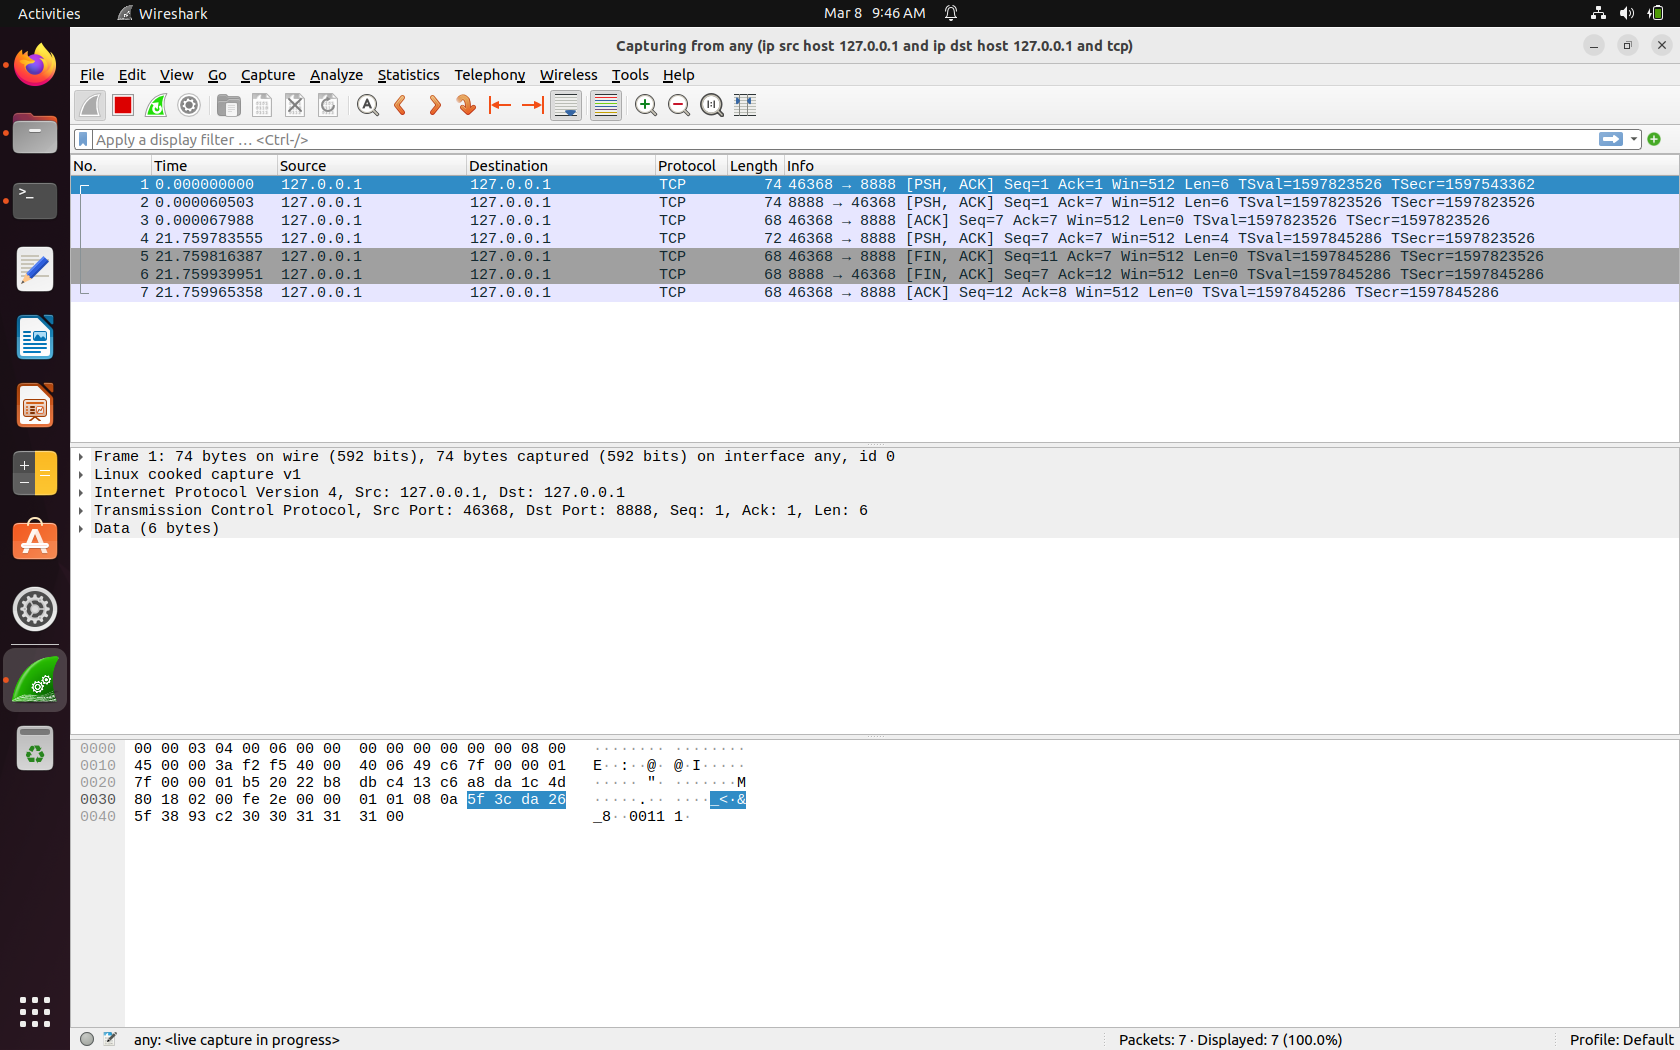 Activities Wireshark Mar 8 9:46 AM
Capturing from any (ip src host 127.0.0.1 and ip dst host 127.0.0.1 and tcp)
File Edit View Go Capture Analyze Statistics Telephony Wireless Tools Help
Apply a display filter … <Ctrl-/>
No. Time Source Destination Protocol Length Info
1 0.000000000 127.0.0.1 127.0.0.1 TCP 74 46368 → 8888 [PSH, ACK] Seq=1 Ack=1 Win=512 Len=6 TSval=1597823526 TSecr=1597543362
2 0.000060503 127.0.0.1 127.0.0.1 TCP 74 8888 → 46368 [PSH, ACK] Seq=1 Ack=7 Win=512 Len=6 TSval=1597823526 TSecr=1597823526
3 0.000067988 127.0.0.1 127.0.0.1 TCP 68 46368 → 8888 [ACK] Seq=7 Ack=7 Win=512 Len=0 TSval=1597823526 TSecr=1597823526
4 21.759783555 127.0.0.1 127.0.0.1 TCP 72 46368 → 8888 [PSH, ACK] Seq=7 Ack=7 Win=512 Len=4 TSval=1597845286 TSecr=1597823526
5 21.759816387 127.0.0.1 127.0.0.1 TCP 68 46368 → 8888 [FIN, ACK] Seq=11 Ack=7 Win=512 Len=0 TSval=1597845286 TSecr=1597823526
6 21.759939951 127.0.0.1 127.0.0.1 TCP 68 8888 → 46368 [FIN, ACK] Seq=7 Ack=12 Win=512 Len=0 TSval=1597845286 TSecr=1597845286
7 21.759965358 127.0.0.1 127.0.0.1 TCP 68 46368 → 8888 [ACK] Seq=12 Ack=8 Win=512 Len=0 TSval=1597845286 TSecr=1597845286
Frame 1: 74 bytes on wire (592 bits), 74 bytes captured (592 bits) on interface any, id 0
Linux cooked capture v1
Internet Protocol Version 4, Src: 127.0.0.1, Dst: 127.0.0.1
Transmission Control Protocol, Src Port: 46368, Dst Port: 8888, Seq: 1, Ack: 1, Len: 6
Data (6 bytes)
0000 00 00 03 04 00 06 00 00 00 00 00 00 00 00 08 00 ········ ········
0010 45 00 00 3a f2 f5 40 00 40 06 49 c6 7f 00 00 01 E··:··@· @·I·····
0020 7f 00 00 01 b5 20 22 b8 db c4 13 c6 a8 da 1c 4d ····· "· ·······M
0030 80 18 02 00 fe 2e 00 00 01 01 08 0a 5f 3c da 26 ·····.·· ····_<·&
0040 5f 38 93 c2 30 30 31 31 31 00 _8··0011 1·
any: <live capture in progress> Packets: 7 · Displayed: 7 (100.0%) Profile: Default